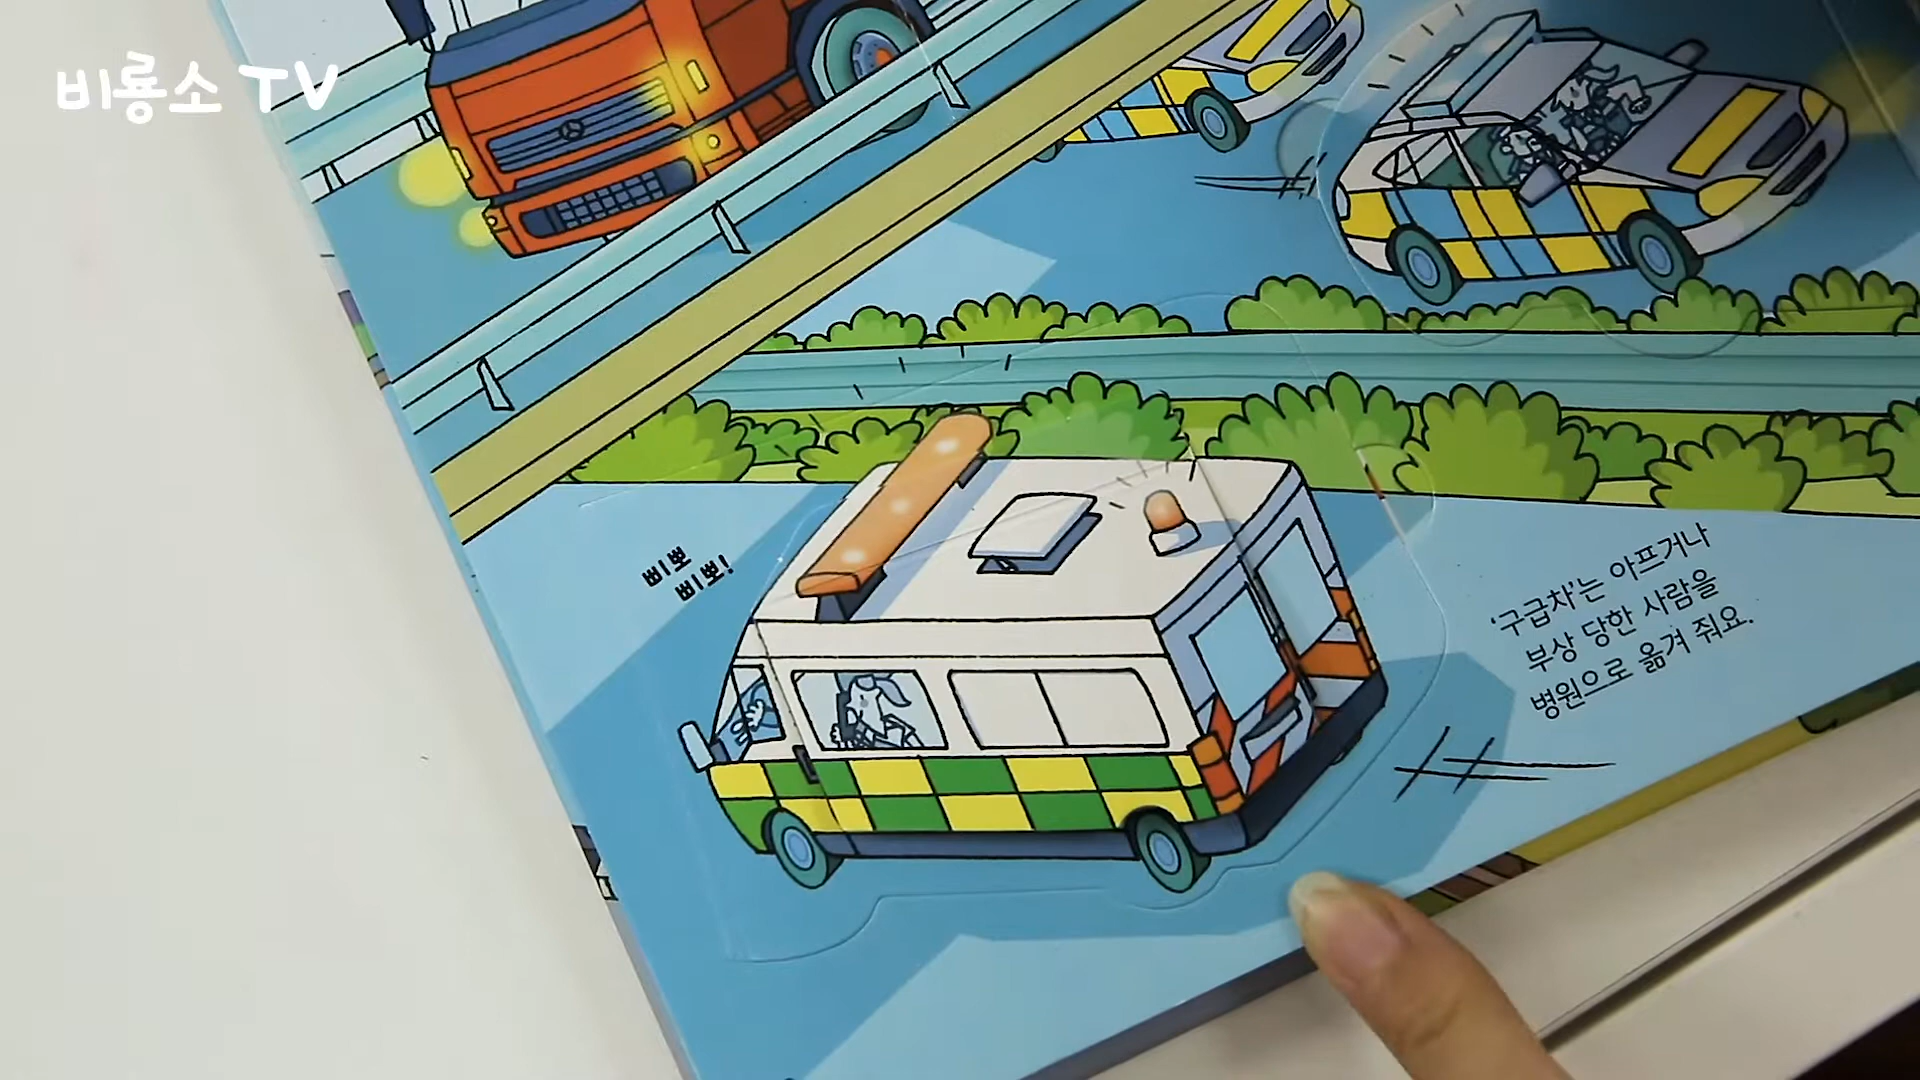 비룡소 TV
삐뽀
삐뽀!
'구급차'는 아프거나
부상 당한 사람을
병원으로 옮겨 줘요.